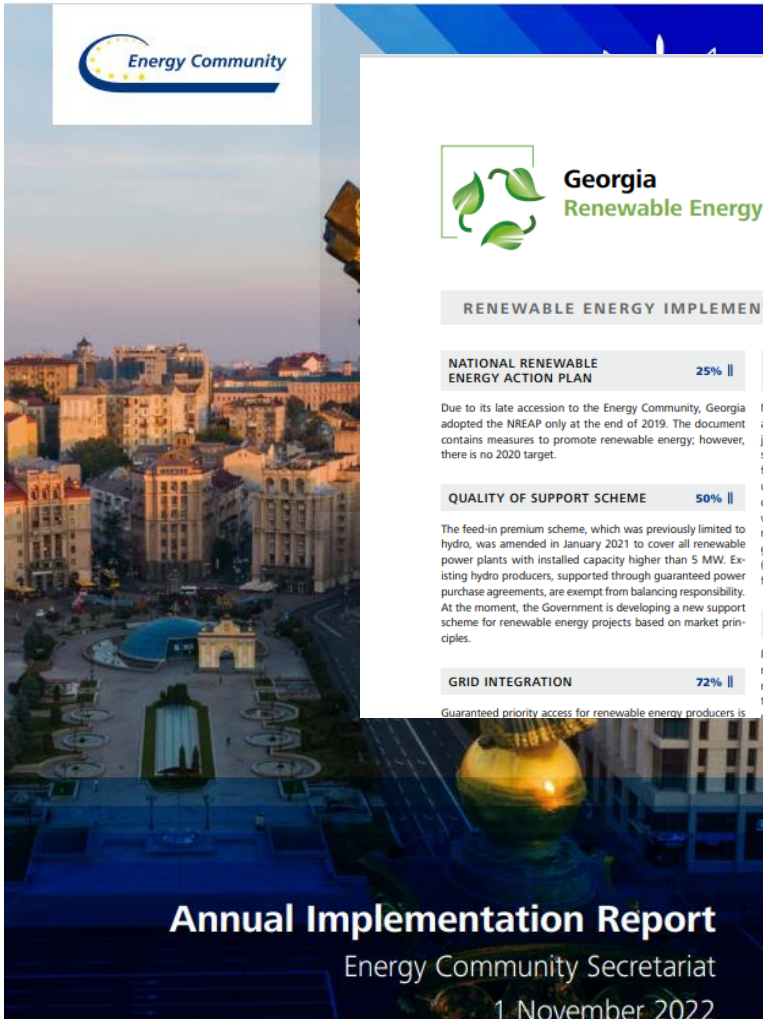 Energy Community
Georgia
Renewable Energy
RENEWABLE ENERGY IMPLEMEN
NATIONAL RENEWABLE
ENERGY ACTION PLAN
25%
Due to its late accession to the Energy Community, Georgia
adopted the NREAP only at the end of 2019. The document
contains measures to promote renewable energy; however,
there is no 2020 target.
QUALITY OF SUPPORT SCHEME
50%
The feed-in premium scheme, which was previously limited to
hydro, was amended in January 2021 to cover all renewable
power plants with installed capacity higher than 5 MW. Ex-
isting hydro producers, supported through guaranteed power
purchase agreements, are exempt from balancing responsibility.
At the moment, the Government is developing a new support
scheme for renewable energy projects based on market prin-
ciples.
GRID INTEGRATION
72%
Guaranteed priority access for renewable energy producers is
Annual Implementation Report
Energy Community Secretariat
1 November 2022